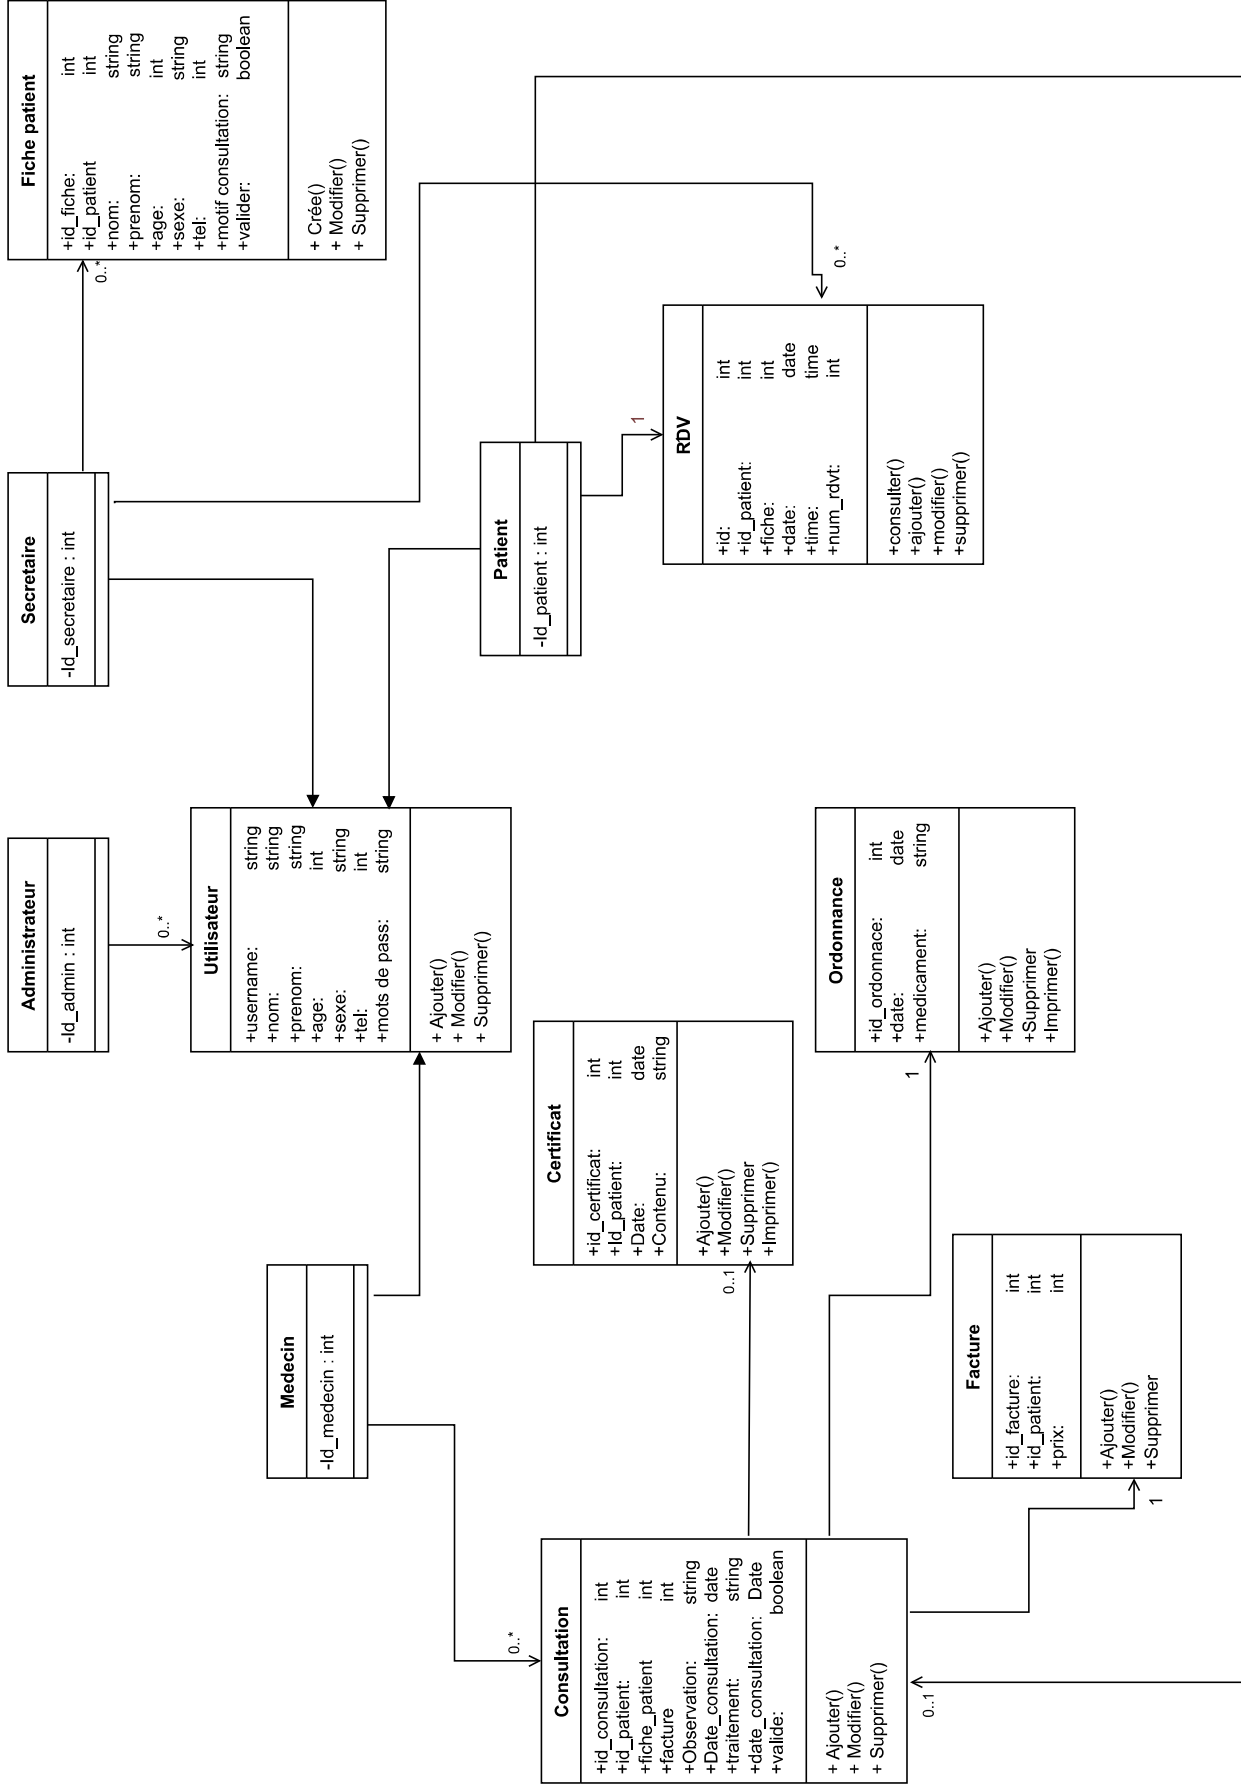 Administrateur
-Id_admin : int
Secretaire
-Id_secretaire : int
Fiche patient
+id_fiche: int
+id_patient int
+nom: string
+prenom: string
+age: int
+sexe: string
+tel: int
+motif consultation: string
+valider: boolean
+ Crée()
+ Modifier()
+ Supprimer()
0..*
0..*
Utilisateur
+username: string
+nom: string
+prenom: string
+age: int
+sexe: string
+tel: int
+mots de pass: string
+ Ajouter()
+ Modifier()
+ Supprimer()
Medecin
-Id_medecin : int
Patient
-Id_patient : int
1
0..*
RDV
+id: int
+id_patient: int
+fiche: int
+date: date
+time: time
+num_rdvt: int
+consulter()
+ajouter()
+modifier()
+supprimer()
Certificat
+id_certificat: int
+Id_patient: int
+Date: date
+Contenu: string
+Ajouter()
+Modifier()
+Supprimer
+Imprimer()
0..1
0..*
Consultation
+id_consultation: int
+id_patient: int
+fiche_patient int
+facture int
+Observation: string
+Date_consultation: date
+traitement: string
+date_consultation: Date
+valide: boolean
+ Ajouter()
+ Modifier()
+ Supprimer()
0..1
Ordonnance
+id_ordonnace: int
+date: date
+medicament: string
+Ajouter()
+Modifier()
+Supprimer
+Imprimer()
1
Facture
+id_facture: int
+id_patient: int
+prix: int
+Ajouter()
+Modifier()
+Supprimer
1